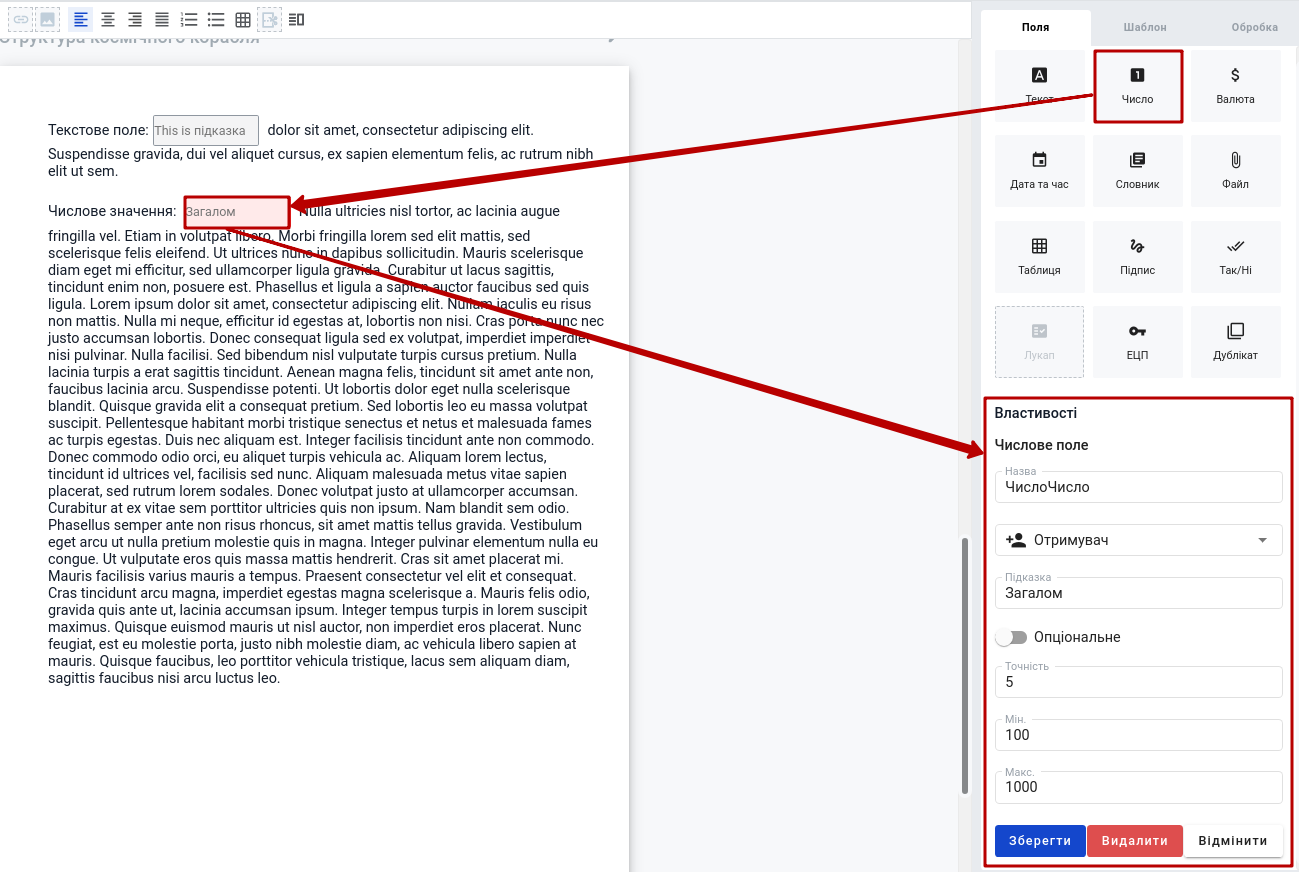 Структура космічного корабля
Текстове поле: This is підказка dolor sit amet, consectetur adipiscing elit.
Suspendisse gravida, dui vel aliquet cursus, ex sapien elementum felis, ac rutrum nibh
elit ut sem.
Числове значення: Загалом Nulla ultricies nisl tortor, ac lacinia augue
fringilla vel. Etiam in volutpat libero. Morbi fringilla lorem sed elit mattis, sed
scelerisque felis eleifend. Ut ultrices nunc in dapibus sollicitudin. Mauris scelerisque
diam eget mi efficitur, sed ullamcorper ligula gravida. Curabitur ut lacus sagittis,
tincidunt enim non, posuere est. Phasellus et ligula a sapien auctor faucibus sed quis
ligula. Lorem ipsum dolor sit amet, consectetur adipiscing elit. Nullam iaculis eu risus
non mattis. Nulla mi neque, efficitur id egestas at, lobortis non nisi. Cras porta nunc nec
justo accumsan lobortis. Donec consequat ligula sed ex volutpat, imperdiet imperdiet
nisi pulvinar. Nulla facilisi. Sed bibendum nisl vulputate turpis cursus pretium. Nulla
lacinia turpis a erat sagittis tincidunt. Aenean magna felis, tincidunt sit amet ante non,
faucibus lacinia arcu. Suspendisse potenti. Ut lobortis dolor eget nulla scelerisque
blandit. Quisque gravida elit a consequat pretium. Sed lobortis leo eu massa volutpat
suscipit. Pellentesque habitant morbi tristique senectus et netus et malesuada fames
ac turpis egestas. Duis nec aliquam est. Integer facilisis tincidunt ante non commodo.
Donec commodo odio orci, eu aliquet turpis vehicula ac. Aliquam lorem lectus,
tincidunt id ultrices vel, facilisis sed nunc. Aliquam malesuada metus vitae sapien
placerat, sed rutrum lorem sodales. Donec volutpat justo at ullamcorper accumsan.
Curabitur at ex vitae sem porttitor ultricies quis non ipsum. Nam blandit sem odio.
Phasellus semper ante non risus rhoncus, sit amet mattis tellus gravida. Vestibulum
eget arcu ut nulla pretium molestie quis in magna. Integer pulvinar elementum nulla eu
congue. Ut vulputate eros quis massa mattis hendrerit. Cras sit amet placerat mi.
Mauris facilisis varius mauris a tempus. Praesent consectetur vel elit et consequat.
Cras tincidunt arcu magna, imperdiet egestas magna scelerisque a. Mauris felis odio,
gravida quis ante ut, lacinia accumsan ipsum. Integer tempus turpis in lorem suscipit
maximus. Quisque euismod mauris ut nisl auctor, non imperdiet eros placerat. Nunc
feugiat, est eu molestie porta, justo nibh molestie diam, ac vehicula libero sapien at
mauris. Quisque faucibus, leo porttitor vehicula tristique, lacus sem aliquam diam,
sagittis faucibus nisi arcu luctus leo.
Поля Шаблон Обробка
Текст Число Валюта
Дата та час Словник Файл
Таблиця Підпис Так/Ні
Лукап ЕЦП Дублікат
Властивості
Числове поле
Назва
ЧислоЧисло
Отримувач
Підказка
Загалом
Опціональне
Точність
5
Мін.
100
Макс.
1000
Зберегти Видалити Відмінити